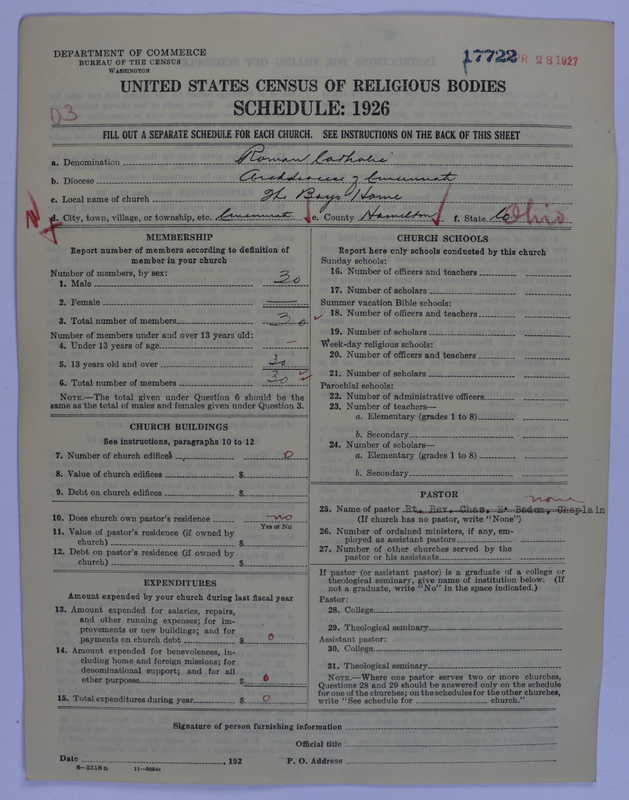 DEPARTMENT OF COMMERCE
BUREAU OF THE CENSUS
WASHINGTON
17722
APR 28 1927
UNITED STATES CENSUS OF RELIGIOUS BODIES
SCHEDULE: 1926
D3
FILL OUT A SEPARATE SCHEDULE FOR EACH CHURCH. SEE INSTRUCTIONS ON THE BACK OF THIS SHEET
a. Denomination Roman Catholic
b. Diocese Archdiocese of Cincinnati
c. Local name of church The Boys Home
d. City, town, village, or township, etc. Cincinnati e. County Hamilton f. State Ohio
MEMBERSHIP
Report number of members according to definition of
member in your church
Number of members, by sex:
1. Male 30
2. Female
3. Total number of members 30
Number of members under and over 13 years old:
4. Under 13 years of age —
5. 13 years old and over 30
6. Total number of members 30
NOTE.—The total given under Question 6 should be
same as the total of males and females given under Question 3.
CHURCH BUILDINGS
See instructions, paragraphs 10 to 12
7. Number of church edifices 0
8. Value of church edifices $
9. Debt on church edifices $
10. Does church own pastor's residence no
Yes or No
11. Value of pastor's residence (if owned by
church) $
12. Debt on pastor's residence (if owned by
church) $
EXPENDITURES
Amount expended by your church during last fiscal year
13. Amount expended for salaries, repairs,
and other running expenses; for im-
provements or new buildings; and for
payments on church debt $ 0
14. Amount expended for benevolences, in-
cluding home and foreign missions; for
denominational support; and for all
other purposes $ 0
15. Total expenditures during year $ 0
CHURCH SCHOOLS
Report here only schools conducted by this church
Sunday schools:
16. Number of officers and teachers
17. Number of scholars
Summer vacation Bible schools:
18. Number of officers and teachers
19. Number of scholars
Week-day religious schools:
20. Number of officers and teachers
21. Number of scholars
Parochial schools:
22. Number of administrative officers
23. Number of teachers—
a. Elementary (grades 1 to 8)
b. Secondary
24. Number of scholars—
a. Elementary (grades 1 to 8)
b. Secondary
PASTOR
none
25. Name of pastor Rt. Rev. Chas. E. Baden, Chaplain
(If church has no pastor, write "None")
26. Number of ordained ministers, if any, em-
ployed as assistant pastors
27. Number of other churches served by the
pastor or his assistants
If pastor (or assistant pastor) is a graduate of a college or
theological seminary, give name of institution below. (If
not a graduate, write "No" in the space indicated.)
Pastor:
28. College
29. Theological seminary
Assistant pastor:
30. College
31. Theological seminary
NOTE.—Where one pastor serves two or more churches,
Questions 28 and 29 should be answered only on the schedule
for one of the churches; on the schedules for the other churches,
write "See schedule for church."
Signature of person furnishing information
Official title
Date , 192 P. O. Address
8—5518 a 11—9684c